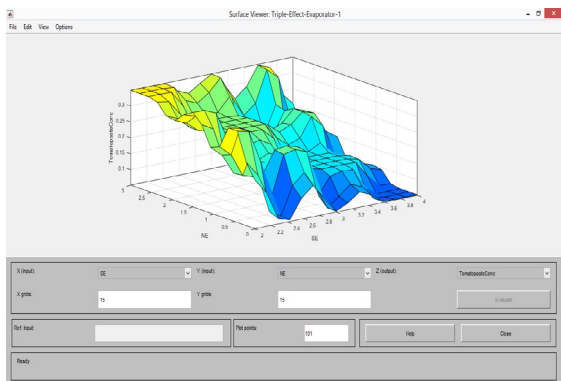 Surface Viewer: Triple-Effect-Evaporator-1
File Edit View Options
TomatopasteConc
0.3
0.25
0.2
0.15
0.1
3
2.5
2
1.5
1
0.5
0
NE
2
2.2
2.4
2.6
2.8
3
3.2
3.4
3.6
3.8
4
EE
X (input): EE Y (input): NE Z (output): TomatopasteConc
X grids: 15 Y grids: 15 Evaluate
Ref. Input: Plot points: 101 Help Close
Ready